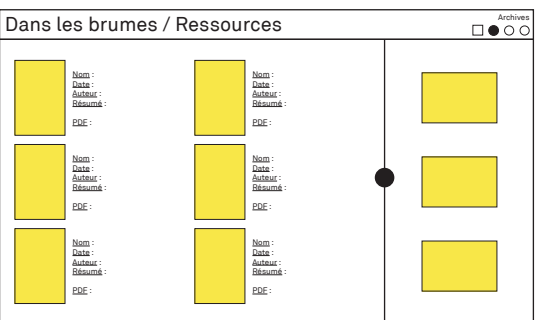 Dans les brumes / Ressources
Archives
Nom :
Date :
Auteur :
Résumé :
PDF :
Nom :
Date :
Auteur :
Résumé :
PDF :
Nom :
Date :
Auteur :
Résumé :
PDF :
Nom :
Date :
Auteur :
Résumé :
PDF :
Nom :
Date :
Auteur :
Résumé :
PDF :
Nom :
Date :
Auteur :
Résumé :
PDF :